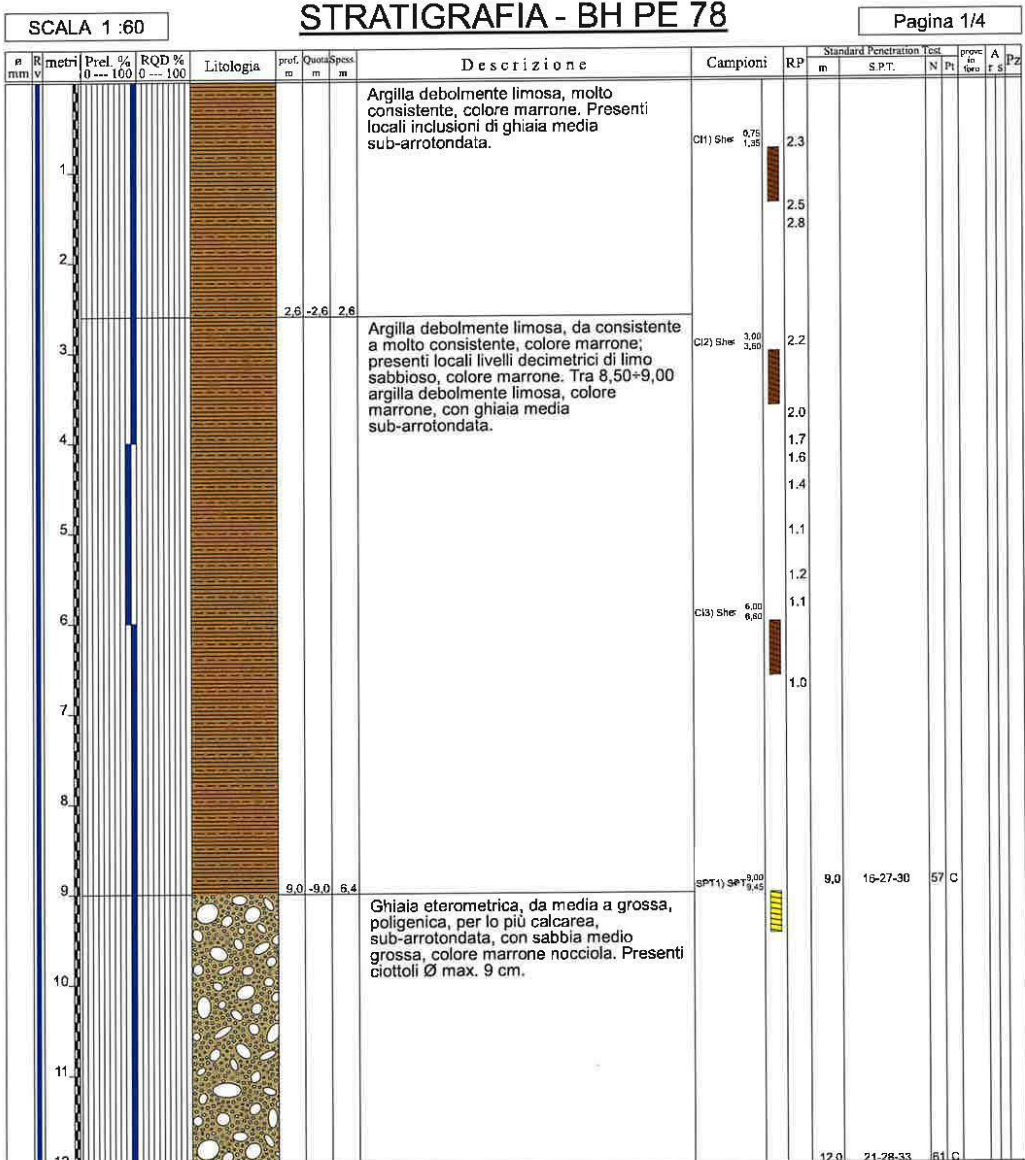 SCALA 1 :60
STRATIGRAFIA - BH PE 78
Pagina 1/4
ø mm
R v
metri
Prel. % 0 --- 100
RQD % 0 --- 100
Litologia
prof. m
Quota m
Spess. m
Descrizione
Campioni
RP
Standard Penetration Test
m
S.P.T.
N
Pt
prove in foro
A
r s
Pz
Argilla debolmente limosa, molto
consistente, colore marrone. Presenti
locali inclusioni di ghiaia media
sub-arrotondata.
CI1) She 0,75 1,35
2.3
1
2.5
2.8
2
2,6 -2,6 2,6
Argilla debolmente limosa, da consistente
a molto consistente, colore marrone;
presenti locali livelli decimetrici di limo
sabbioso, colore marrone. Tra 8,50÷9,00
argilla debolmente limosa, colore
marrone, con ghiaia media
sub-arrotondata.
CI2) She 3,00 3,60
2.2
3
2.0
4
1.7
1.6
1.4
5
1.1
1.2
1.1
CI3) She 6,00 6,60
6
1.0
7
8
9
9,0 -9,0 6,4
SPT1) SPT 9,00 9,45
9,0 15-27-30 57 C
Ghiaia eterometrica, da media a grossa,
poligenica, per lo più calcarea,
sub-arrotondata, con sabbia medio
grossa, colore marrone nocciola. Presenti
ciottoli Ø max. 9 cm.
10
11
12
12,0 21-28-33 61 C